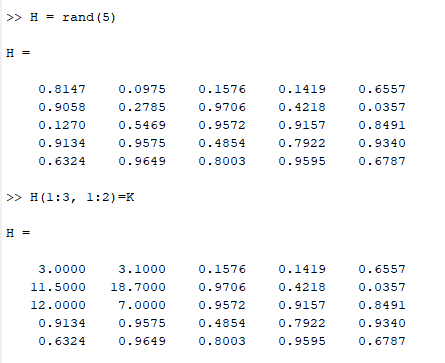 >> H = rand(5)
H =
0.8147 0.0975 0.1576 0.1419 0.6557
0.9058 0.2785 0.9706 0.4218 0.0357
0.1270 0.5469 0.9572 0.9157 0.8491
0.9134 0.9575 0.4854 0.7922 0.9340
0.6324 0.9649 0.8003 0.9595 0.6787
>> H(1:3, 1:2)=K
H =
3.0000 3.1000 0.1576 0.1419 0.6557
11.5000 18.7000 0.9706 0.4218 0.0357
12.0000 7.0000 0.9572 0.9157 0.8491
0.9134 0.9575 0.4854 0.7922 0.9340
0.6324 0.9649 0.8003 0.9595 0.6787